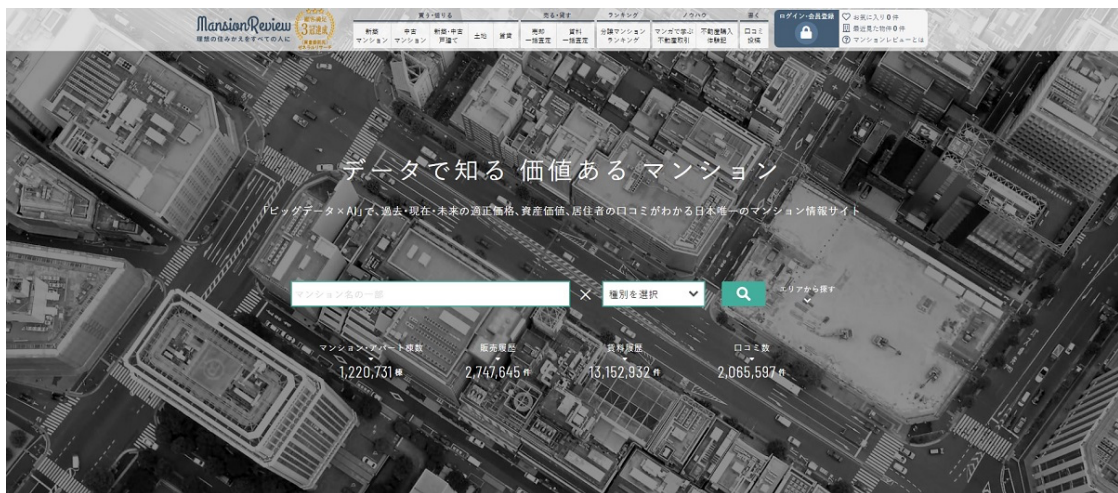 MansionReview
理想の住みかえをすべての人に
3冠達成
買う・借りる
新築
マンション
中古
マンション
新築・中古
戸建て
土地
賃貸
売る・貸す
売却
一括査定
賃料
一括査定
ランキング
分譲マンション
ランキング
ノウハウ
マンガで学ぶ
不動産取引
不動産購入
体験記
書く
口コミ
投稿
ログイン・会員登録
お気に入り0件
最近見た物件0件
マンションレビューとは
データで知る 価値ある マンション
「ビッグデータ×AI」で、過去・現在・未来の適正価格、資産価値、居住者の口コミがわかる日本唯一のマンション情報サイト
マンション名の一部
×
種別を選択
エリアから探す
マンション・アパート棟数
1,220,731棟
販売履歴
2,747,645件
賃料履歴
13,152,932件
口コミ数
2,065,597件